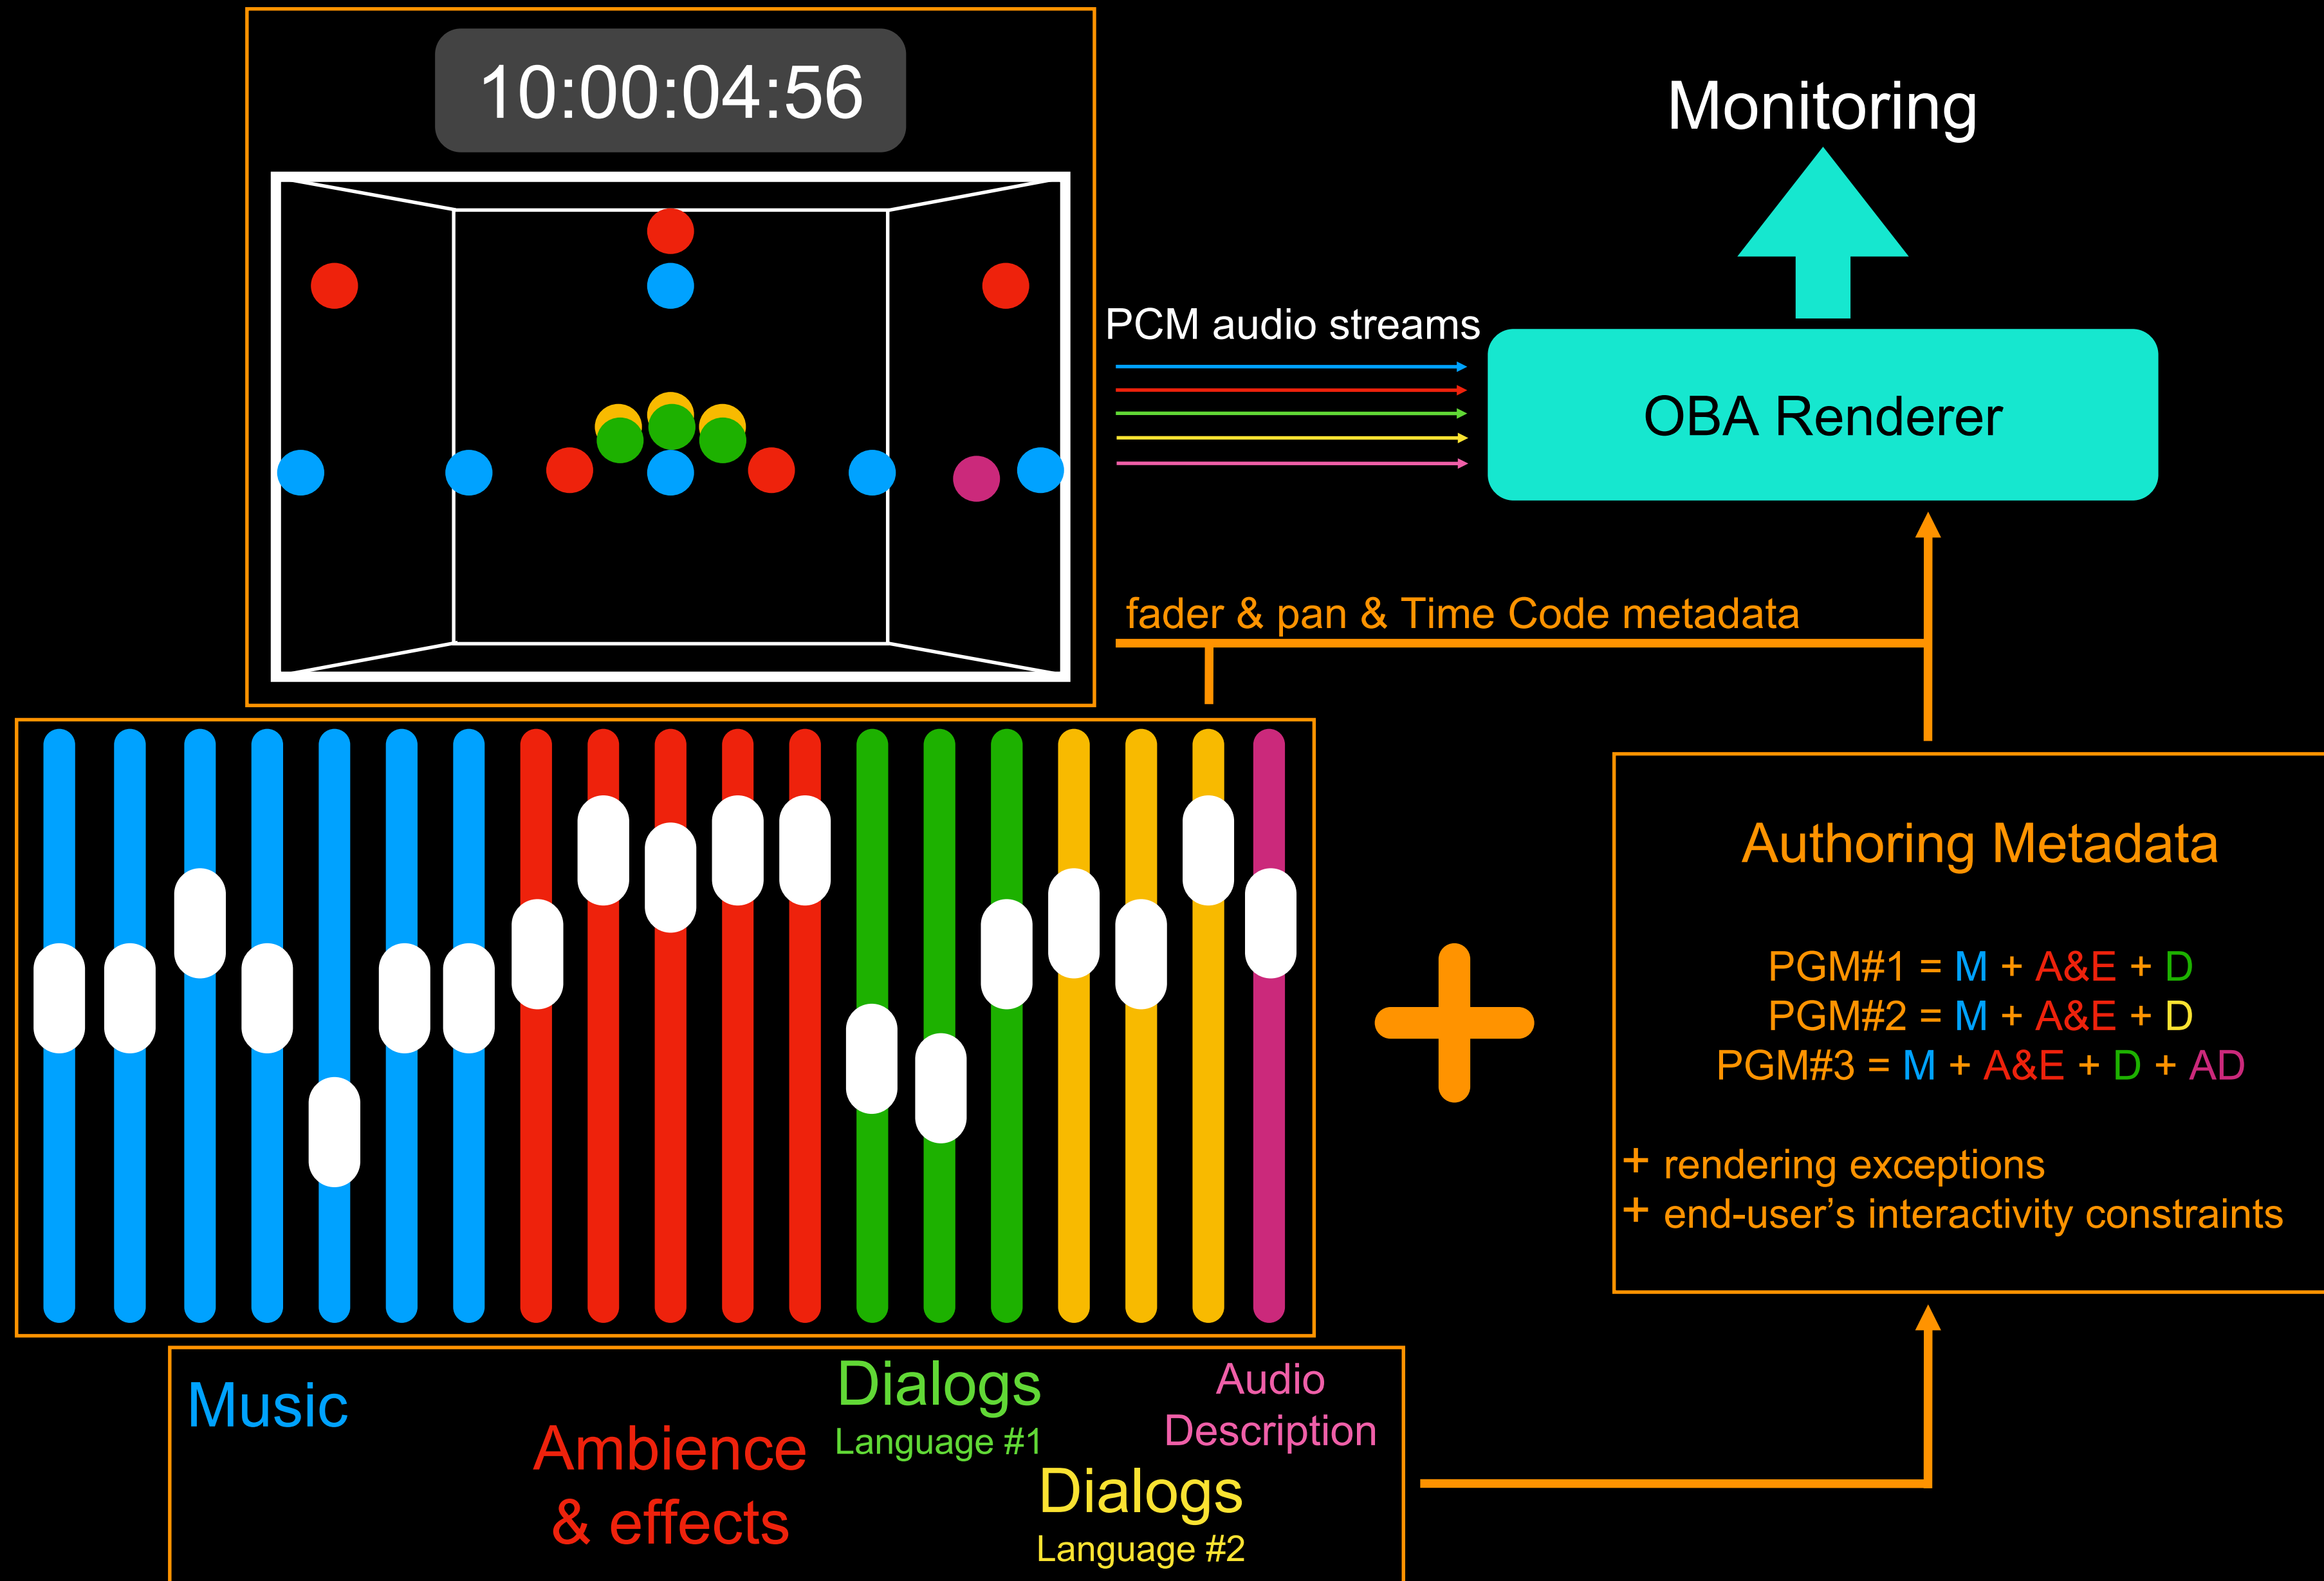 10:00:04:56
Monitoring
PCM audio streams
OBA Renderer
fader & pan & Time Code metadata
Authoring Metadata
PGM#1 = M + A&E + D
PGM#2 = M + A&E + D
PGM#3 = M + A&E + D + AD
+ rendering exceptions
+ end-user’s interactivity constraints
Music
Ambience
& effects
Dialogs
Language #1
Dialogs
Language #2
Audio
Description